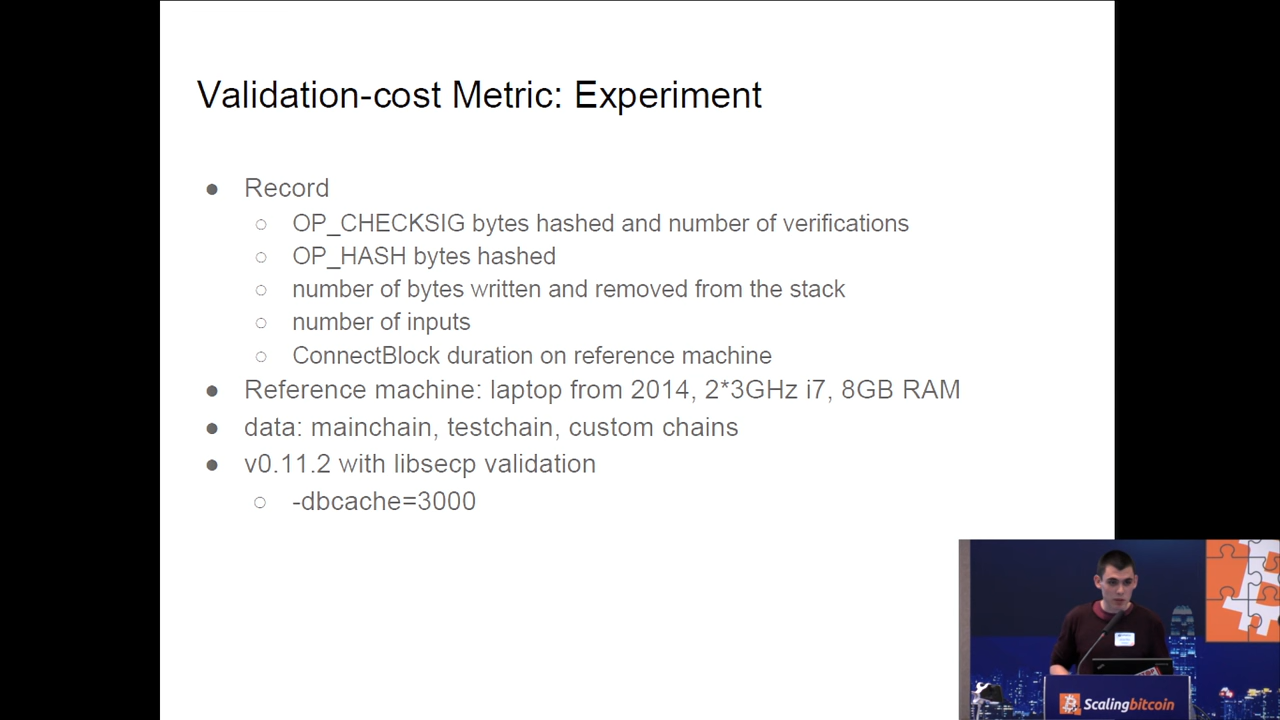 Validation-cost Metric: Experiment
● Record
○ OP_CHECKSIG bytes hashed and number of verifications
○ OP_HASH bytes hashed
○ number of bytes written and removed from the stack
○ number of inputs
○ ConnectBlock duration on reference machine
● Reference machine: laptop from 2014, 2*3GHz i7, 8GB RAM
● data: mainchain, testchain, custom chains
● v0.11.2 with libsecp validation
○ -dbcache=3000
Scalingbitcoin